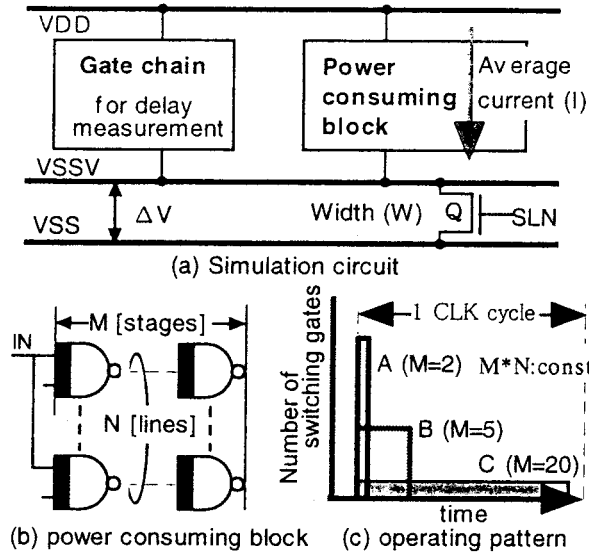 VDD
Gate chain
for delay
measurement
Power
consuming
block
Average
current (I)
VSSV
ΔV
VSS
Width (W)
Q
SLN
(a) Simulation circuit
M [stages]
IN
N [lines]
(b) power consuming block
1 CLK cycle
Number of
switching gates
A (M=2)
M*N:const
B (M=5)
C (M=20)
time
(c) operating pattern